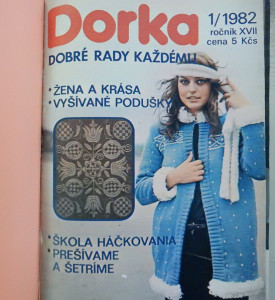 Dorka
1/1982
ročník XVII
cena 5 Kčs
DOBRÉ RADY KAŽDÉMU
• ŽENA A KRÁSA
• VYŠÍVANÉ PODUŠKY
• ŠKOLA HÁČKOVANIA
• PREŠÍVAME
A ŠETRÍME